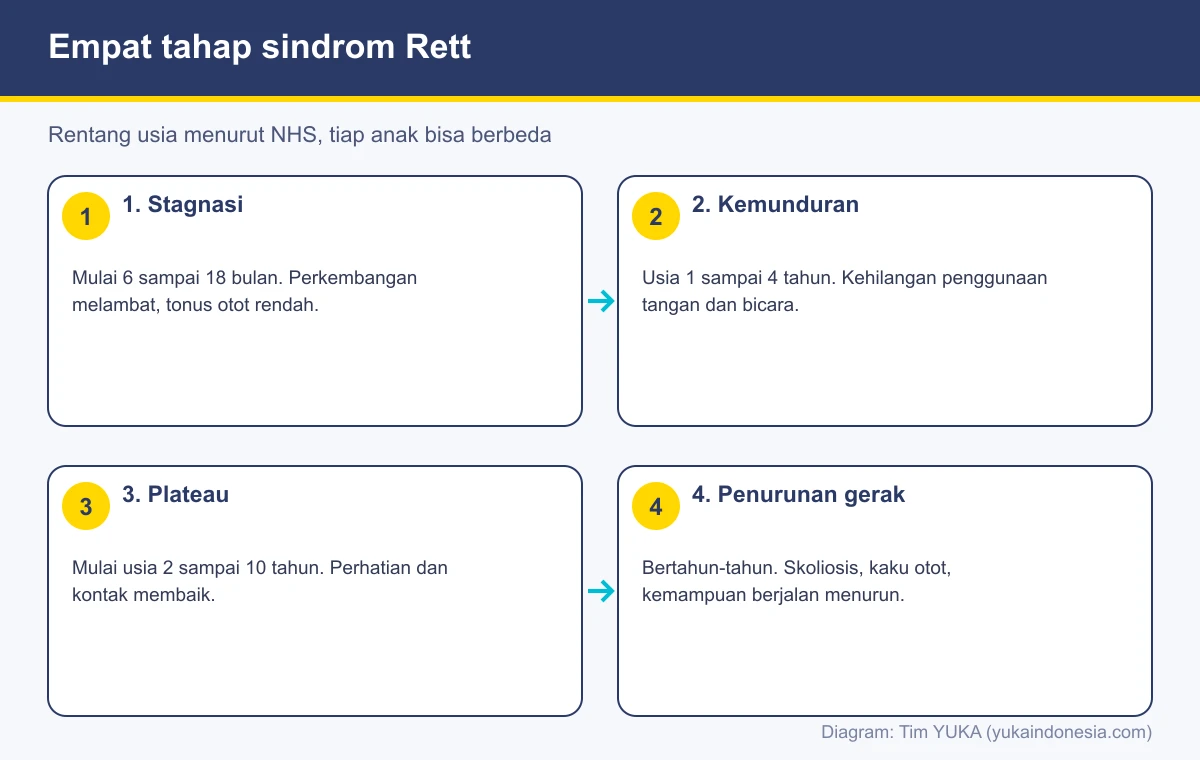 Empat tahap sindrom Rett
Rentang usia menurut NHS, tiap anak bisa berbeda
1
1. Stagnasi
Mulai 6 sampai 18 bulan. Perkembangan
melambat, tonus otot rendah.
2
2. Kemunduran
Usia 1 sampai 4 tahun. Kehilangan penggunaan
tangan dan bicara.
3
3. Plateau
Mulai usia 2 sampai 10 tahun. Perhatian dan
kontak membaik.
4
4. Penurunan gerak
Bertahun-tahun. Skoliosis, kaku otot,
kemampuan berjalan menurun.
Diagram: Tim YUKA (yukaindonesia.com)